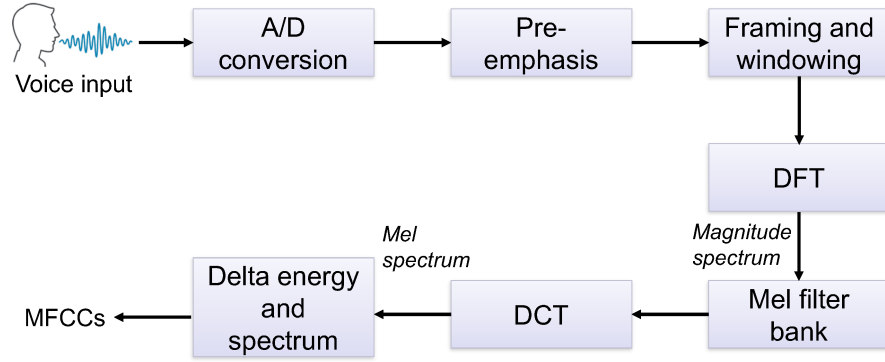 Voice input
A/D
conversion
Pre-
emphasis
Framing and
windowing
DFT
Magnitude
spectrum
Mel filter
bank
DCT
Mel
spectrum
Delta energy
and
spectrum
MFCCs